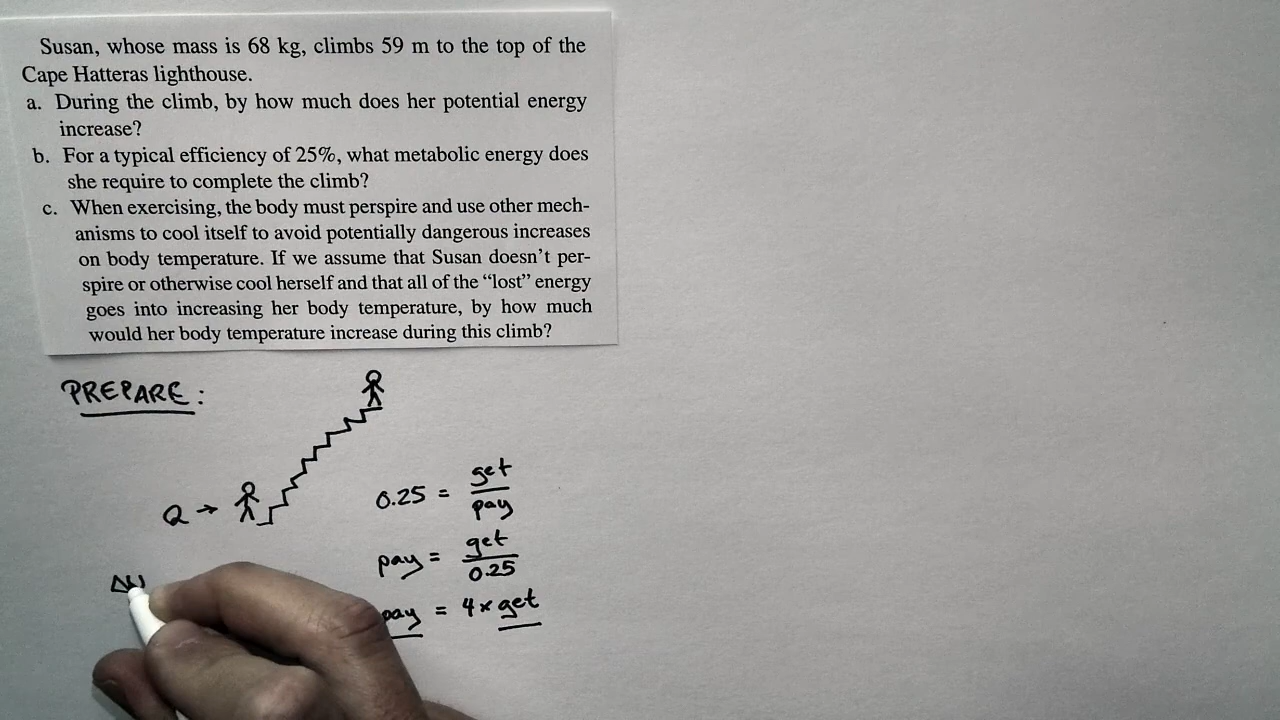 Susan, whose mass is 68 kg, climbs 59 m to the top of the
Cape Hatteras lighthouse.
a. During the climb, by how much does her potential energy
increase?
b. For a typical efficiency of 25%, what metabolic energy does
she require to complete the climb?
c. When exercising, the body must perspire and use other mech-
anisms to cool itself to avoid potentially dangerous increases
on body temperature. If we assume that Susan doesn't per-
spire or otherwise cool herself and that all of the “lost” energy
goes into increasing her body temperature, by how much
would her body temperature increase during this climb?
PREPARE:
Q →
0.25 = get / pay
pay = get / 0.25
pay = 4 × get